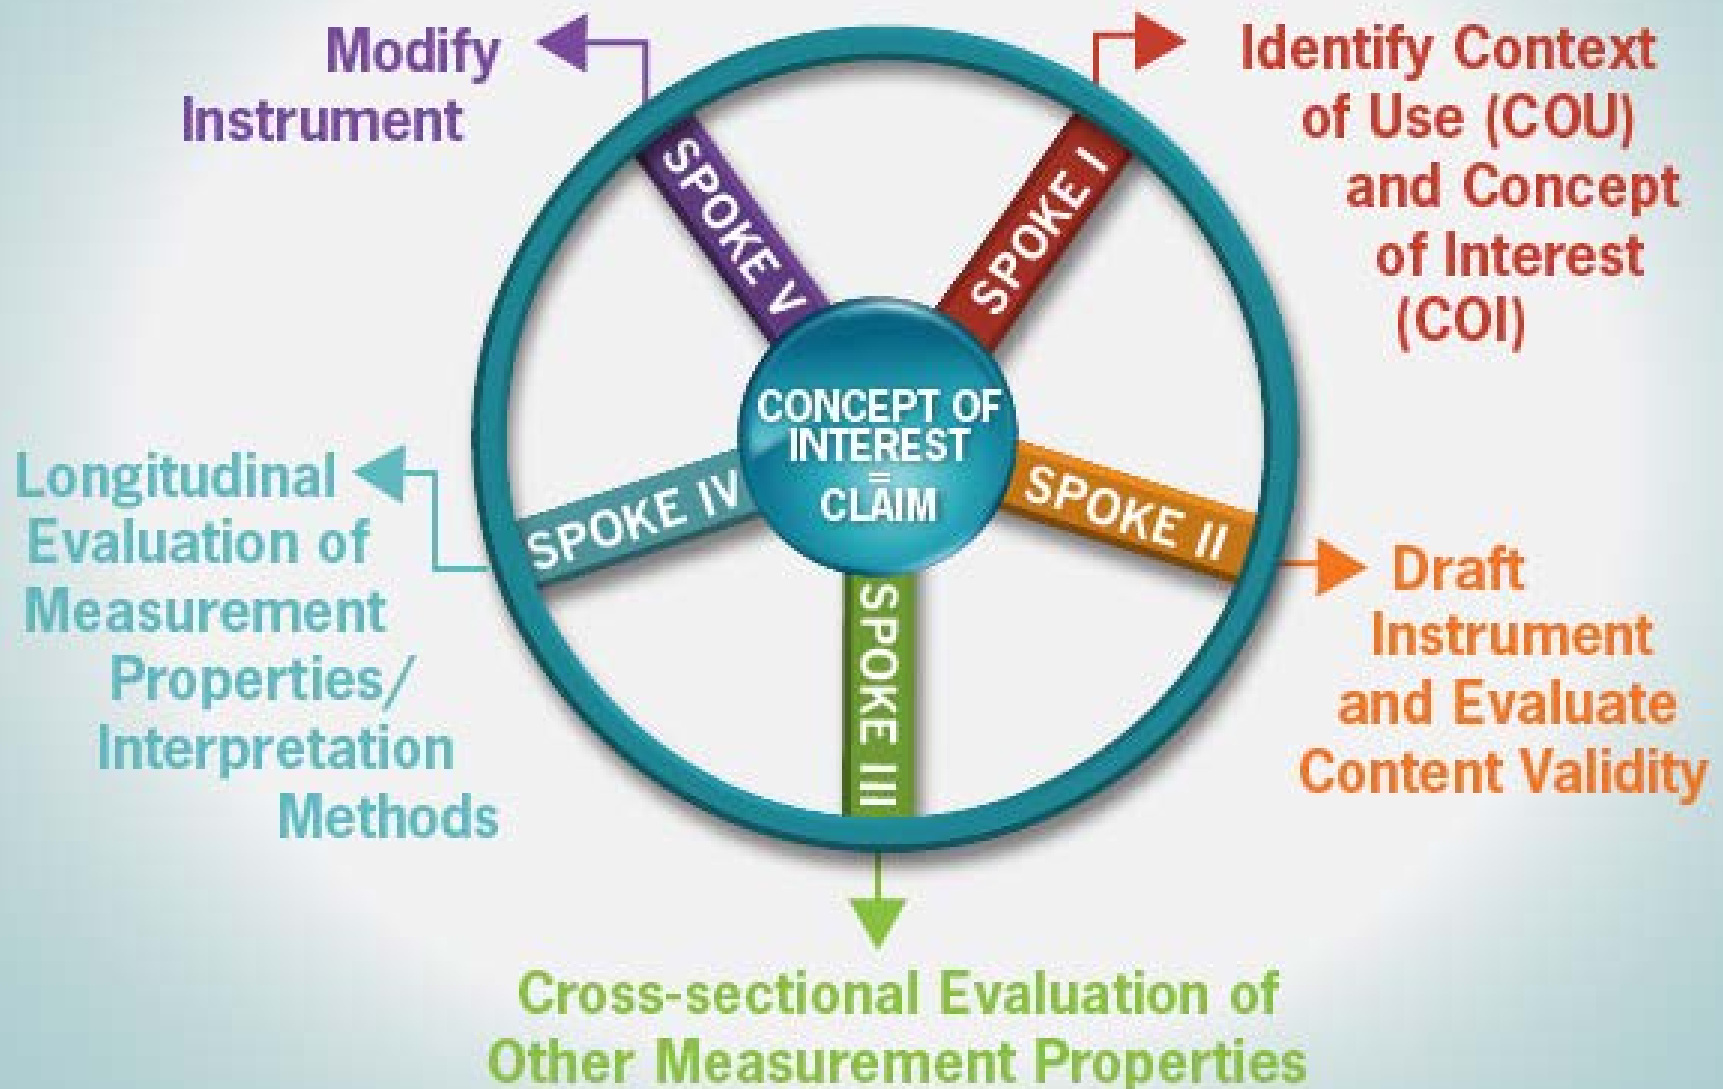 Modify
Instrument
Identify Context
of Use (COU)
and Concept
of Interest
(COI)
SPOKE V
SPOKE I
CONCEPT OF
INTEREST
=
CLAIM
SPOKE IV
SPOKE II
SPOKE III
Longitudinal
Evaluation of
Measurement
Properties/
Interpretation
Methods
Draft
Instrument
and Evaluate
Content Validity
Cross-sectional Evaluation of
Other Measurement Properties